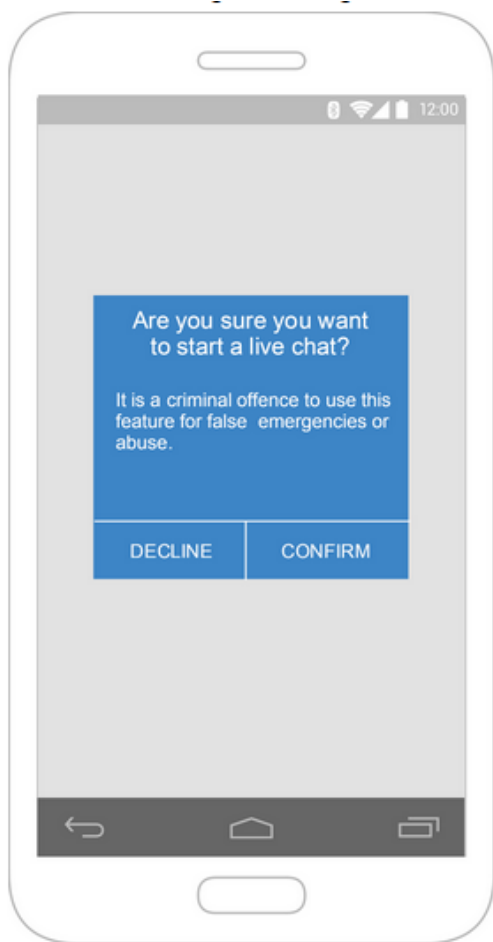 12:00
Are you sure you want
to start a live chat?
It is a criminal offence to use this
feature for false  emergencies or
abuse.
DECLINE
CONFIRM